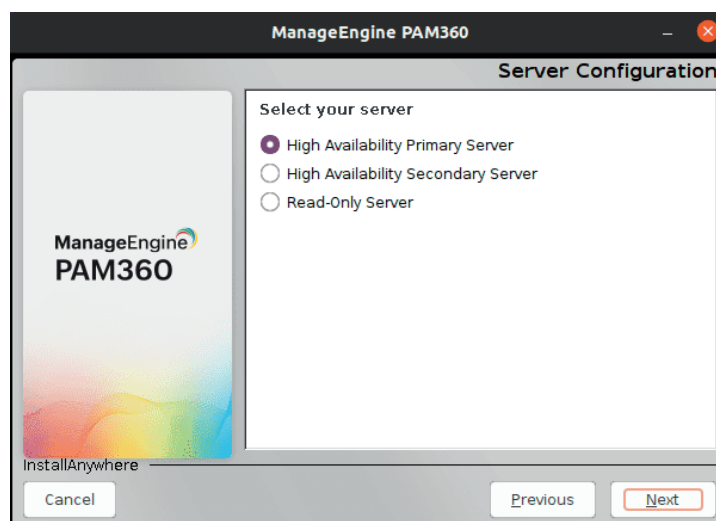 ManageEngine PAM360
Server Configuration
Select your server
High Availability Primary Server
High Availability Secondary Server
Read-Only Server
ManageEngine
PAM360
InstallAnywhere
Cancel
Previous
Next